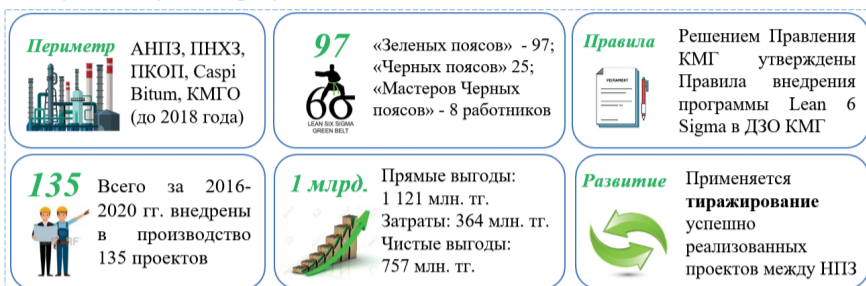 Периметр
АНПЗ, ПНХЗ,
ПКОП, Caspi
Bitum, КМГО
(до 2018 года)
97
LEAN SIX SIGMA
GREEN BELT
«Зеленых поясов» - 97;
«Черных поясов» 25;
«Мастеров Черных
поясов» - 8 работников
Правила
Решением Правления
КМГ утверждены
Правила внедрения
программы Lean 6
Sigma в ДЗО КМГ
135
Всего за 2016-
2020 гг. внедрены
в производство
135 проектов
1 млрд.
Прямые выгоды:
1 121 млн. тг.
Затраты: 364 млн. тг.
Чистые выгоды:
757 млн. тг.
Развитие
Применяется
тиражирование
успешно
реализованных
проектов между НПЗ